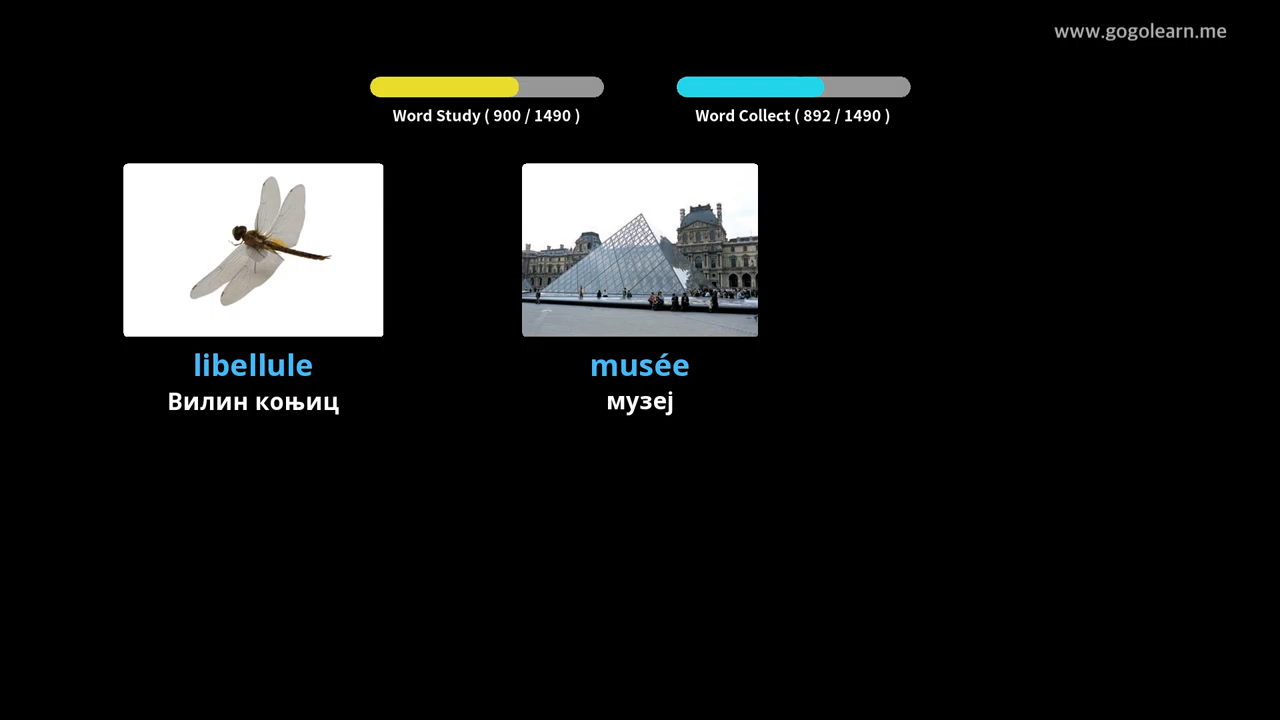 www.gogolearn.me
Word Study ( 900 / 1490 )
Word Collect ( 892 / 1490 )
libellule
Вилин коњиц
musée
музеј